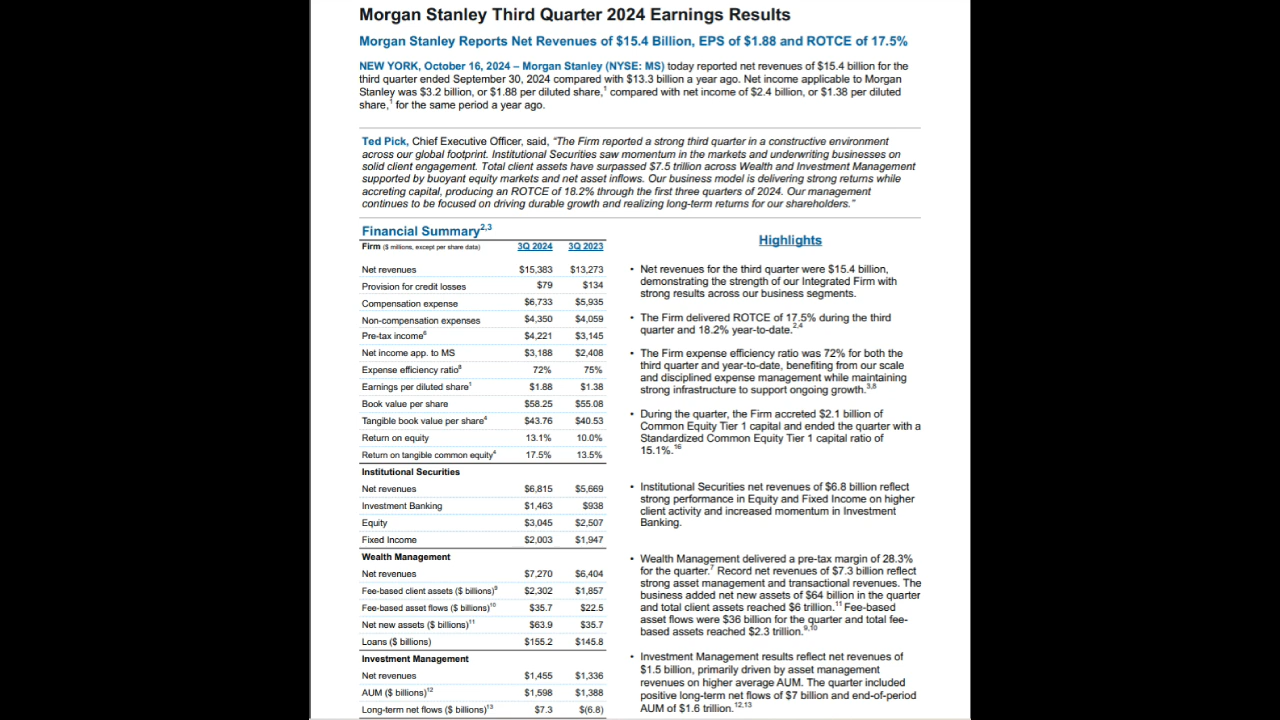 Morgan Stanley Third Quarter 2024 Earnings Results
Morgan Stanley Reports Net Revenues of $15.4 Billion, EPS of $1.88 and ROTCE of 17.5%
NEW YORK, October 16, 2024 – Morgan Stanley (NYSE: MS) today reported net revenues of $15.4 billion for the
third quarter ended September 30, 2024 compared with $13.3 billion a year ago. Net income applicable to Morgan
Stanley was $3.2 billion, or $1.88 per diluted share,1 compared with net income of $2.4 billion, or $1.38 per diluted
share,1 for the same period a year ago.
Ted Pick, Chief Executive Officer, said, “The Firm reported a strong third quarter in a constructive environment
across our global footprint. Institutional Securities saw momentum in the markets and underwriting businesses on
solid client engagement. Total client assets have surpassed $7.5 trillion across Wealth and Investment Management
supported by buoyant equity markets and net asset inflows. Our business model is delivering strong returns while
accreting capital, producing an ROTCE of 18.2% through the first three quarters of 2024. Our management
continues to be focused on driving durable growth and realizing long-term returns for our shareholders.”
Financial Summary2,3
Firm ($ millions, except per share data) 3Q 2024 3Q 2023
Net revenues $15,383 $13,273
Provision for credit losses $79 $134
Compensation expense $6,733 $5,935
Non-compensation expenses $4,350 $4,059
Pre-tax income6 $4,221 $3,145
Net income app. to MS $3,188 $2,408
Expense efficiency ratio8 72% 75%
Earnings per diluted share1 $1.88 $1.38
Book value per share $58.25 $55.08
Tangible book value per share4 $43.76 $40.53
Return on equity 13.1% 10.0%
Return on tangible common equity4 17.5% 13.5%
Institutional Securities
Net revenues $6,815 $5,669
Investment Banking $1,463 $938
Equity $3,045 $2,507
Fixed Income $2,003 $1,947
Wealth Management
Net revenues $7,270 $6,404
Fee-based client assets ($ billions)9 $2,302 $1,857
Fee-based asset flows ($ billions)10 $35.7 $22.5
Net new assets ($ billions)11 $63.9 $35.7
Loans ($ billions) $155.2 $145.8
Investment Management
Net revenues $1,455 $1,336
AUM ($ billions)12 $1,598 $1,388
Long-term net flows ($ billions)13 $7.3 $(6.8)
Highlights
• Net revenues for the third quarter were $15.4 billion,
demonstrating the strength of our Integrated Firm with
strong results across our business segments.
• The Firm delivered ROTCE of 17.5% during the third
quarter and 18.2% year-to-date.2,4
• The Firm expense efficiency ratio was 72% for both the
third quarter and year-to-date, benefiting from our scale
and disciplined expense management while maintaining
strong infrastructure to support ongoing growth.3,8
• During the quarter, the Firm accreted $2.1 billion of
Common Equity Tier 1 capital and ended the quarter with a
Standardized Common Equity Tier 1 capital ratio of
15.1%.16
• Institutional Securities net revenues of $6.8 billion reflect
strong performance in Equity and Fixed Income on higher
client activity and increased momentum in Investment
Banking.
• Wealth Management delivered a pre-tax margin of 28.3%
for the quarter.7 Record net revenues of $7.3 billion reflect
strong asset management and transactional revenues. The
business added net new assets of $64 billion in the quarter
and total client assets reached $6 trillion.11 Fee-based
asset flows were $36 billion for the quarter and total fee-
based assets reached $2.3 trillion.9,10
• Investment Management results reflect net revenues of
$1.5 billion, primarily driven by asset management
revenues on higher average AUM. The quarter included
positive long-term net flows of $7 billion and end-of-period
AUM of $1.6 trillion.12,13